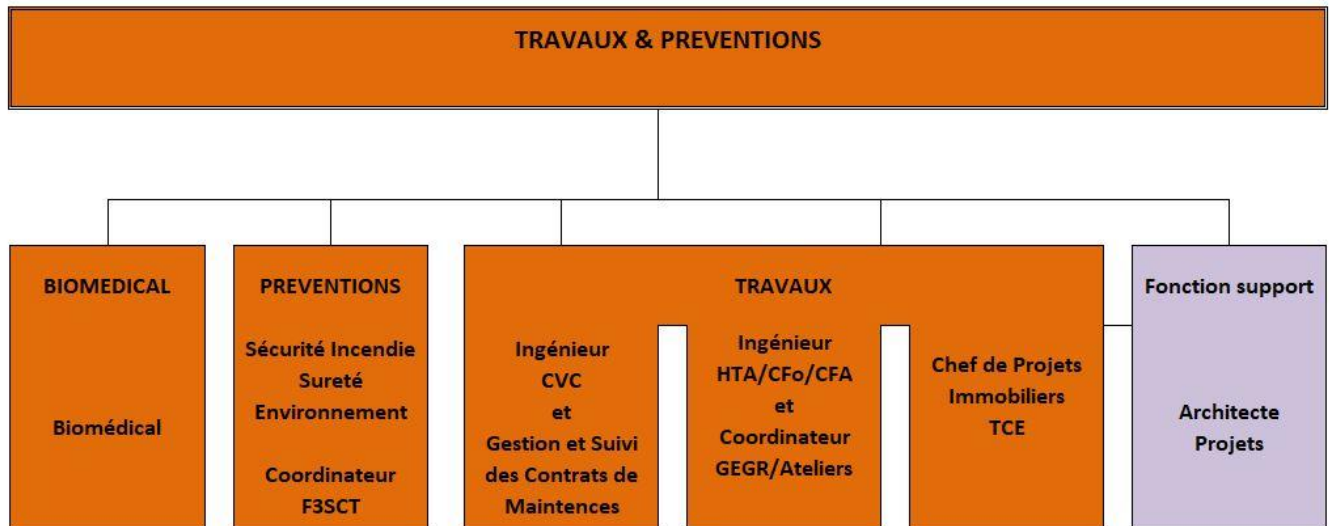 TRAVAUX & PREVENTIONS
BIOMEDICAL
Biomédical
PREVENTIONS
Sécurité Incendie
Sureté
Environnement
Coordinateur
F3SCT
TRAVAUX
Ingénieur
CVC
et
Gestion et Suivi
des Contrats de
Maintences
Ingénieur
HTA/CFo/CFA
et
Coordinateur
GEGR/Ateliers
Chef de Projets
Immobiliers
TCE
Fonction support
Architecte
Projets